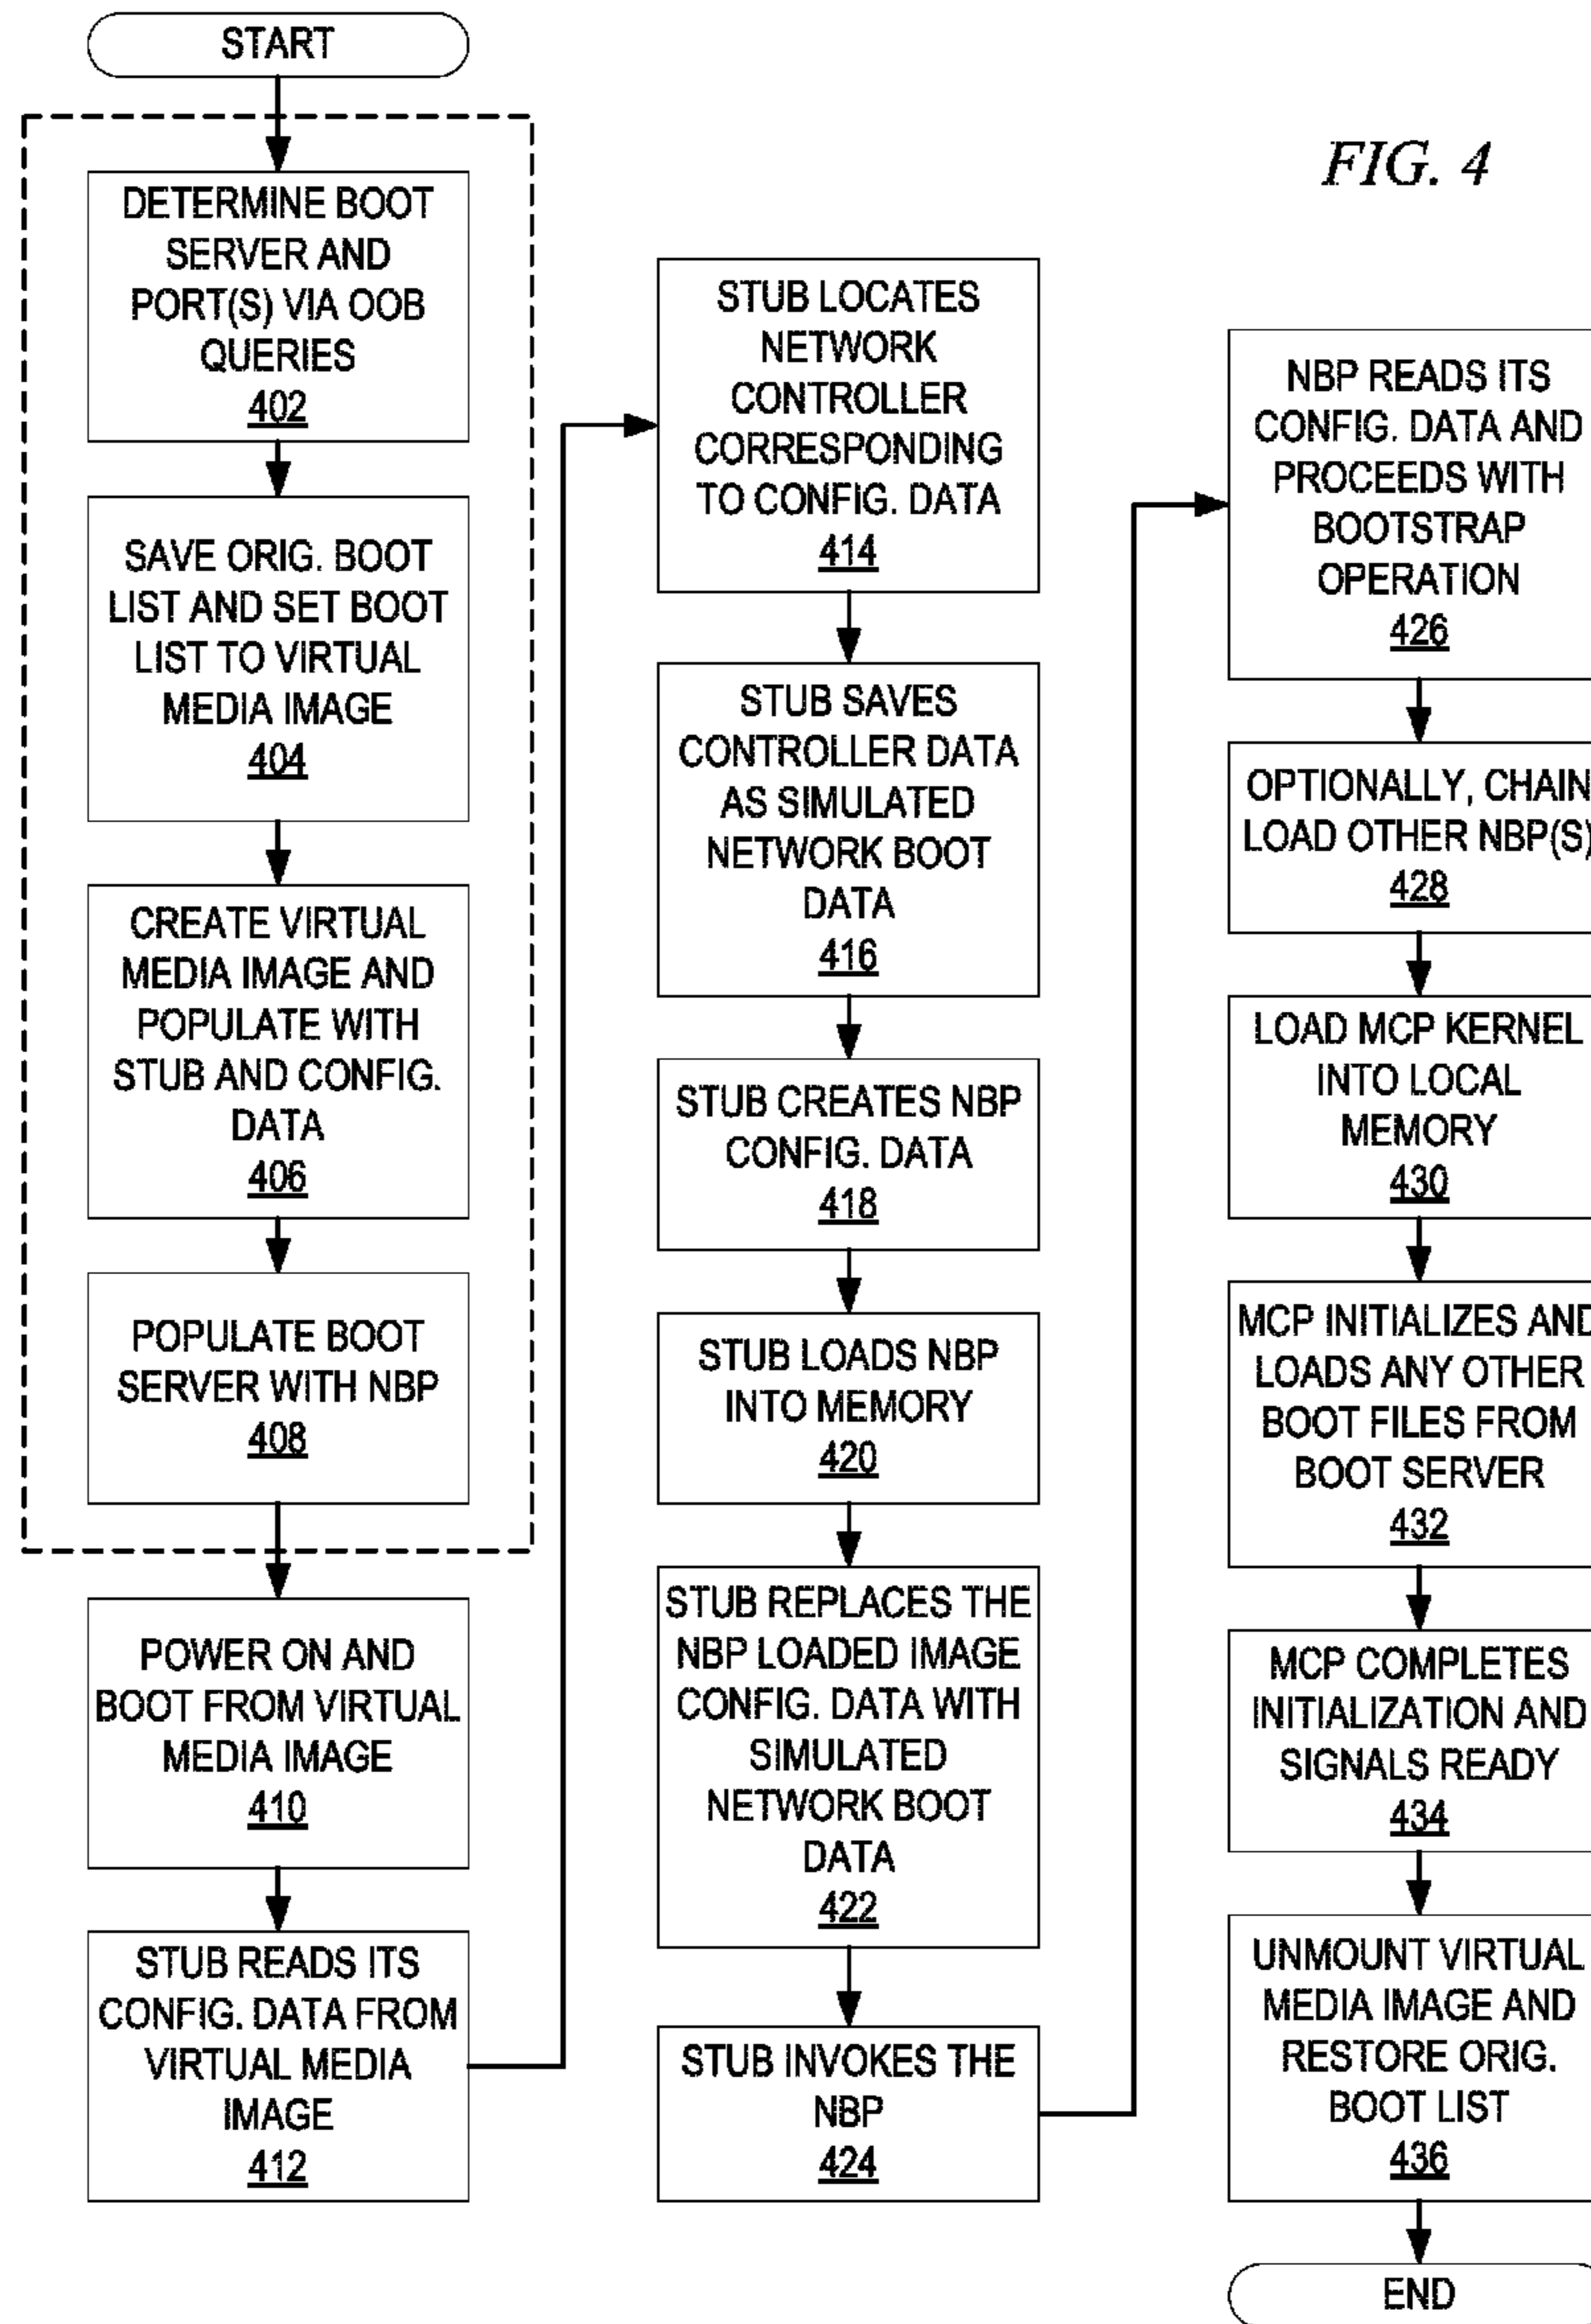 START
DETERMINE BOOT
SERVER AND
PORT(S) VIA OOB
QUERIES
402
SAVE ORIG. BOOT
LIST AND SET BOOT
LIST TO VIRTUAL
MEDIA IMAGE
404
CREATE VIRTUAL
MEDIA IMAGE AND
POPULATE WITH
STUB AND CONFIG.
DATA
406
POPULATE BOOT
SERVER WITH NBP
408
POWER ON AND
BOOT FROM VIRTUAL
MEDIA IMAGE
410
STUB READS ITS
CONFIG. DATA FROM
VIRTUAL MEDIA
IMAGE
412
STUB LOCATES
NETWORK
CONTROLLER
CORRESPONDING
TO CONFIG. DATA
414
STUB SAVES
CONTROLLER DATA
AS SIMULATED
NETWORK BOOT
DATA
416
STUB CREATES NBP
CONFIG. DATA
418
STUB LOADS NBP
INTO MEMORY
420
STUB REPLACES THE
NBP LOADED IMAGE
CONFIG. DATA WITH
SIMULATED
NETWORK BOOT
DATA
422
STUB INVOKES THE
NBP
424
FIG. 4
NBP READS ITS
CONFIG. DATA AND
PROCEEDS WITH
BOOTSTRAP
OPERATION
426
OPTIONALLY, CHAIN
LOAD OTHER NBP(S)
428
LOAD MCP KERNEL
INTO LOCAL
MEMORY
430
MCP INITIALIZES AND
LOADS ANY OTHER
BOOT FILES FROM
BOOT SERVER
432
MCP COMPLETES
INITIALIZATION AND
SIGNALS READY
434
UNMOUNT VIRTUAL
MEDIA IMAGE AND
RESTORE ORIG.
BOOT LIST
436
END